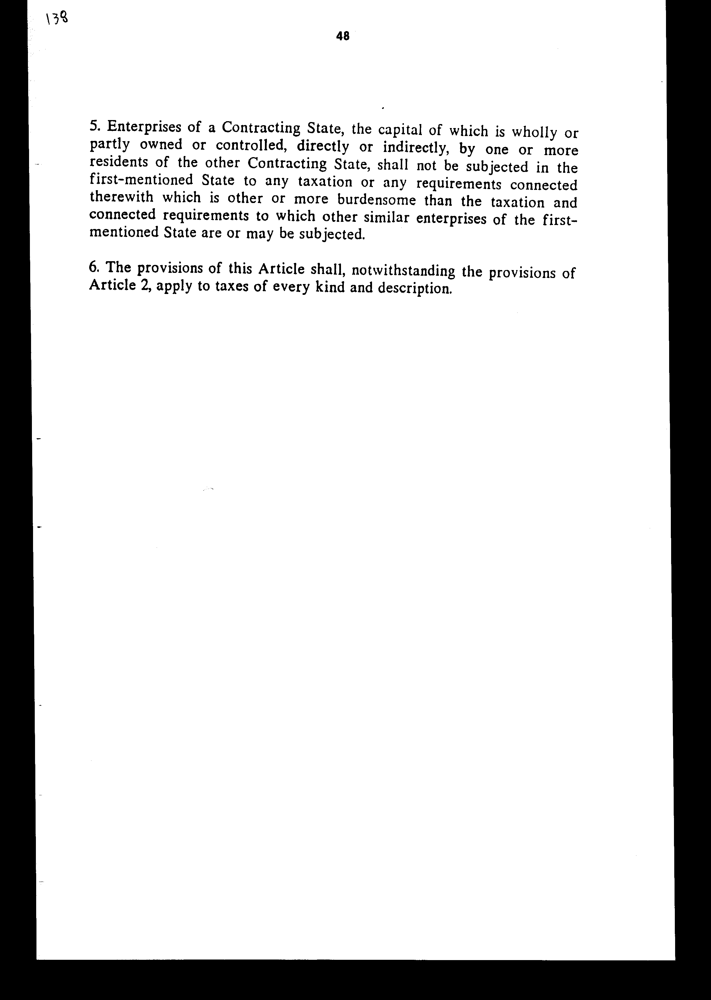 138
48
5. Enterprises of a Contracting State, the capital of which is wholly or
partly owned or controlled, directly or indirectly, by one or more
residents of the other Contracting State, shall not be subjected in the
first-mentioned State to any taxation or any requirements connected
therewith which is other or more burdensome than the taxation and
connected requirements to which other similar enterprises of the first-
mentioned State are or may be subjected.
6. The provisions of this Article shall, notwithstanding the provisions of
Article 2, apply to taxes of every kind and description.